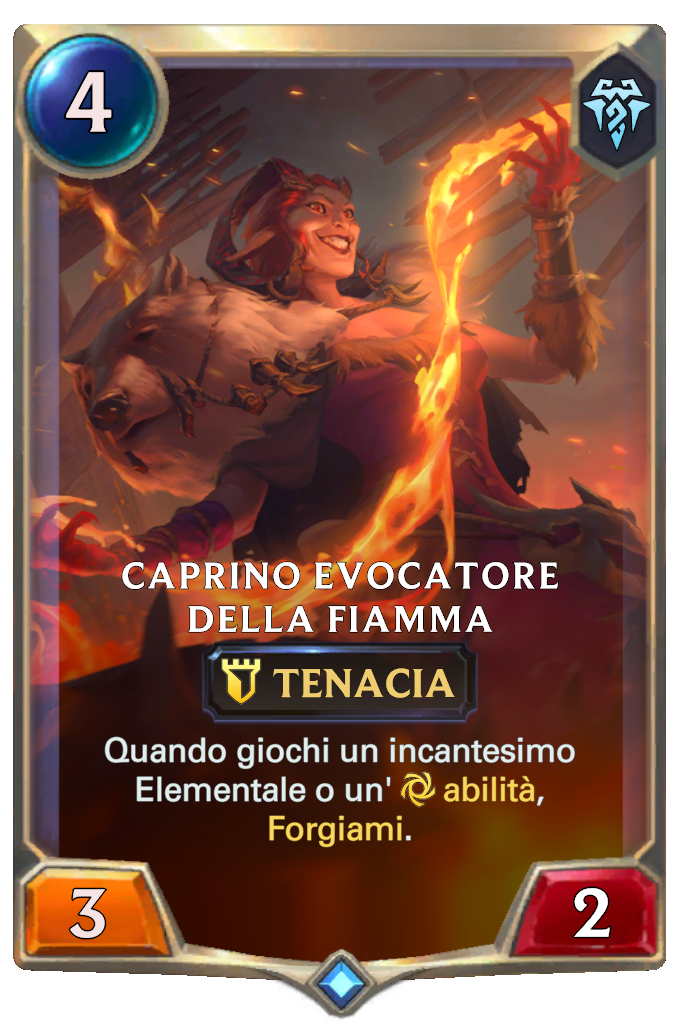 4
CAPRINO EVOCATORE
DELLA FIAMMA
TENACIA
Quando giochi un incantesimo
Elementale o un' abilità,
Forgiami.
3
2